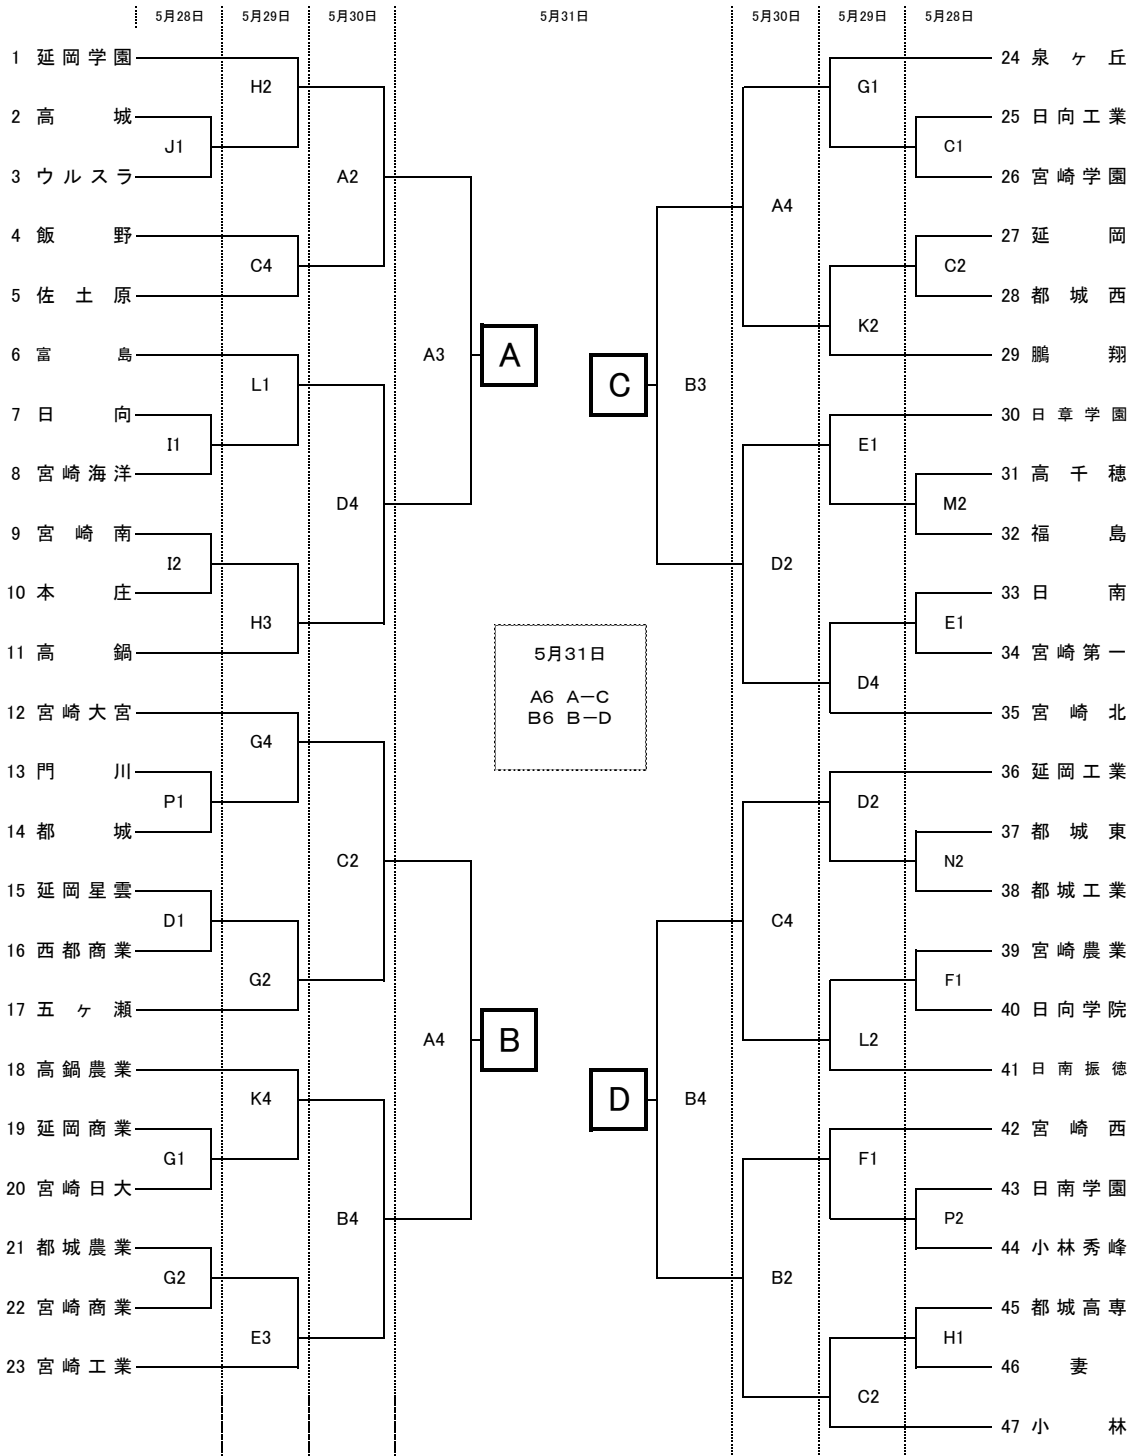 5月28日 5月29日 5月30日 5月31日 5月30日 5月29日 5月28日
1 延岡学園
H2
2 高城
J1
3 ウルスラ
A2
4 飯野
C4
5 佐土原
6 富島
A3
A
L1
7 日向
I1
8 宮崎海洋
D4
9 宮崎南
I2
10 本庄
H3
11 高鍋
12 宮崎大宮
G4
13 門川
P1
14 都城
C2
15 延岡星雲
D1
16 西都商業
G2
17 五ヶ瀬
A4
B
18 高鍋農業
K4
19 延岡商業
G1
20 宮崎日大
B4
21 都城農業
G2
22 宮崎商業
E3
23 宮崎工業
5月31日
A6 A-C
B6 B-D
24 泉ヶ丘
G1
25 日向工業
C1
26 宮崎学園
A4
27 延岡
C2
28 都城西
K2
29 鵬翔
C
B3
30 日章学園
E1
31 高千穂
M2
32 福島
D2
33 日南
E1
34 宮崎第一
D4
35 宮崎北
36 延岡工業
D2
37 都城東
N2
38 都城工業
C4
39 宮崎農業
F1
40 日向学院
L2
41 日南振徳
D
B4
42 宮崎西
F1
43 日南学園
P2
44 小林秀峰
B2
45 都城高専
H1
46 妻
C2
47 小林